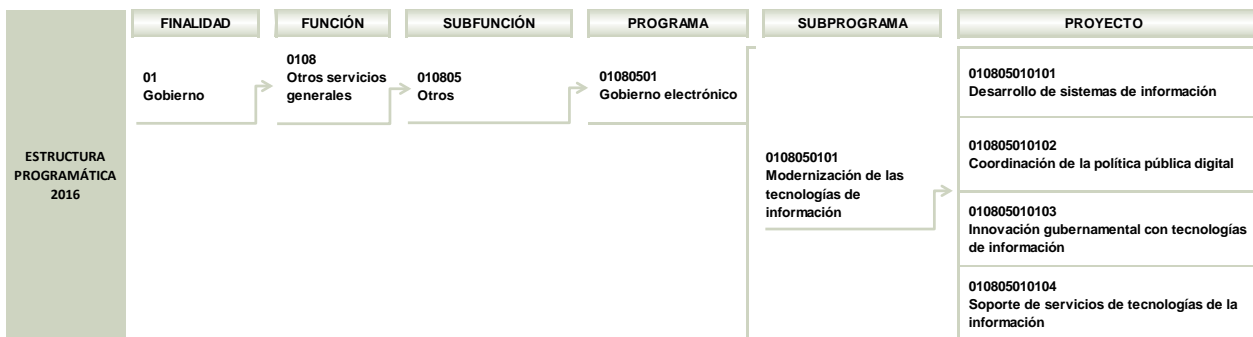 FINALIDAD
FUNCIÓN
SUBFUNCIÓN
PROGRAMA
SUBPROGRAMA
PROYECTO
ESTRUCTURA
PROGRAMÁTICA
2016
01
Gobierno
0108
Otros servicios
generales
010805
Otros
01080501
Gobierno electrónico
0108050101
Modernización de las
tecnologías de
información
010805010101
Desarrollo de sistemas de información
010805010102
Coordinación de la política pública digital
010805010103
Innovación gubernamental con tecnologías
de información
010805010104
Soporte de servicios de tecnologías de la
información